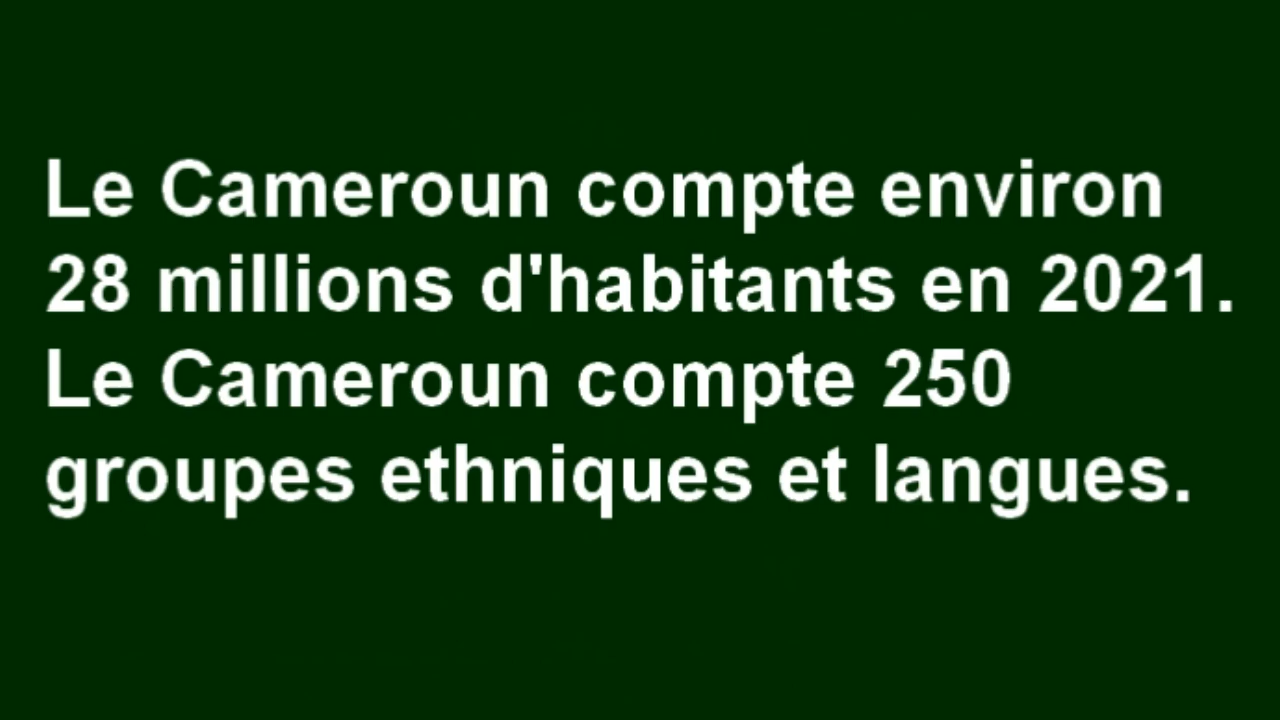 Le Cameroun compte environ
28 millions d'habitants en 2021.
Le Cameroun compte 250
groupes ethniques et langues.